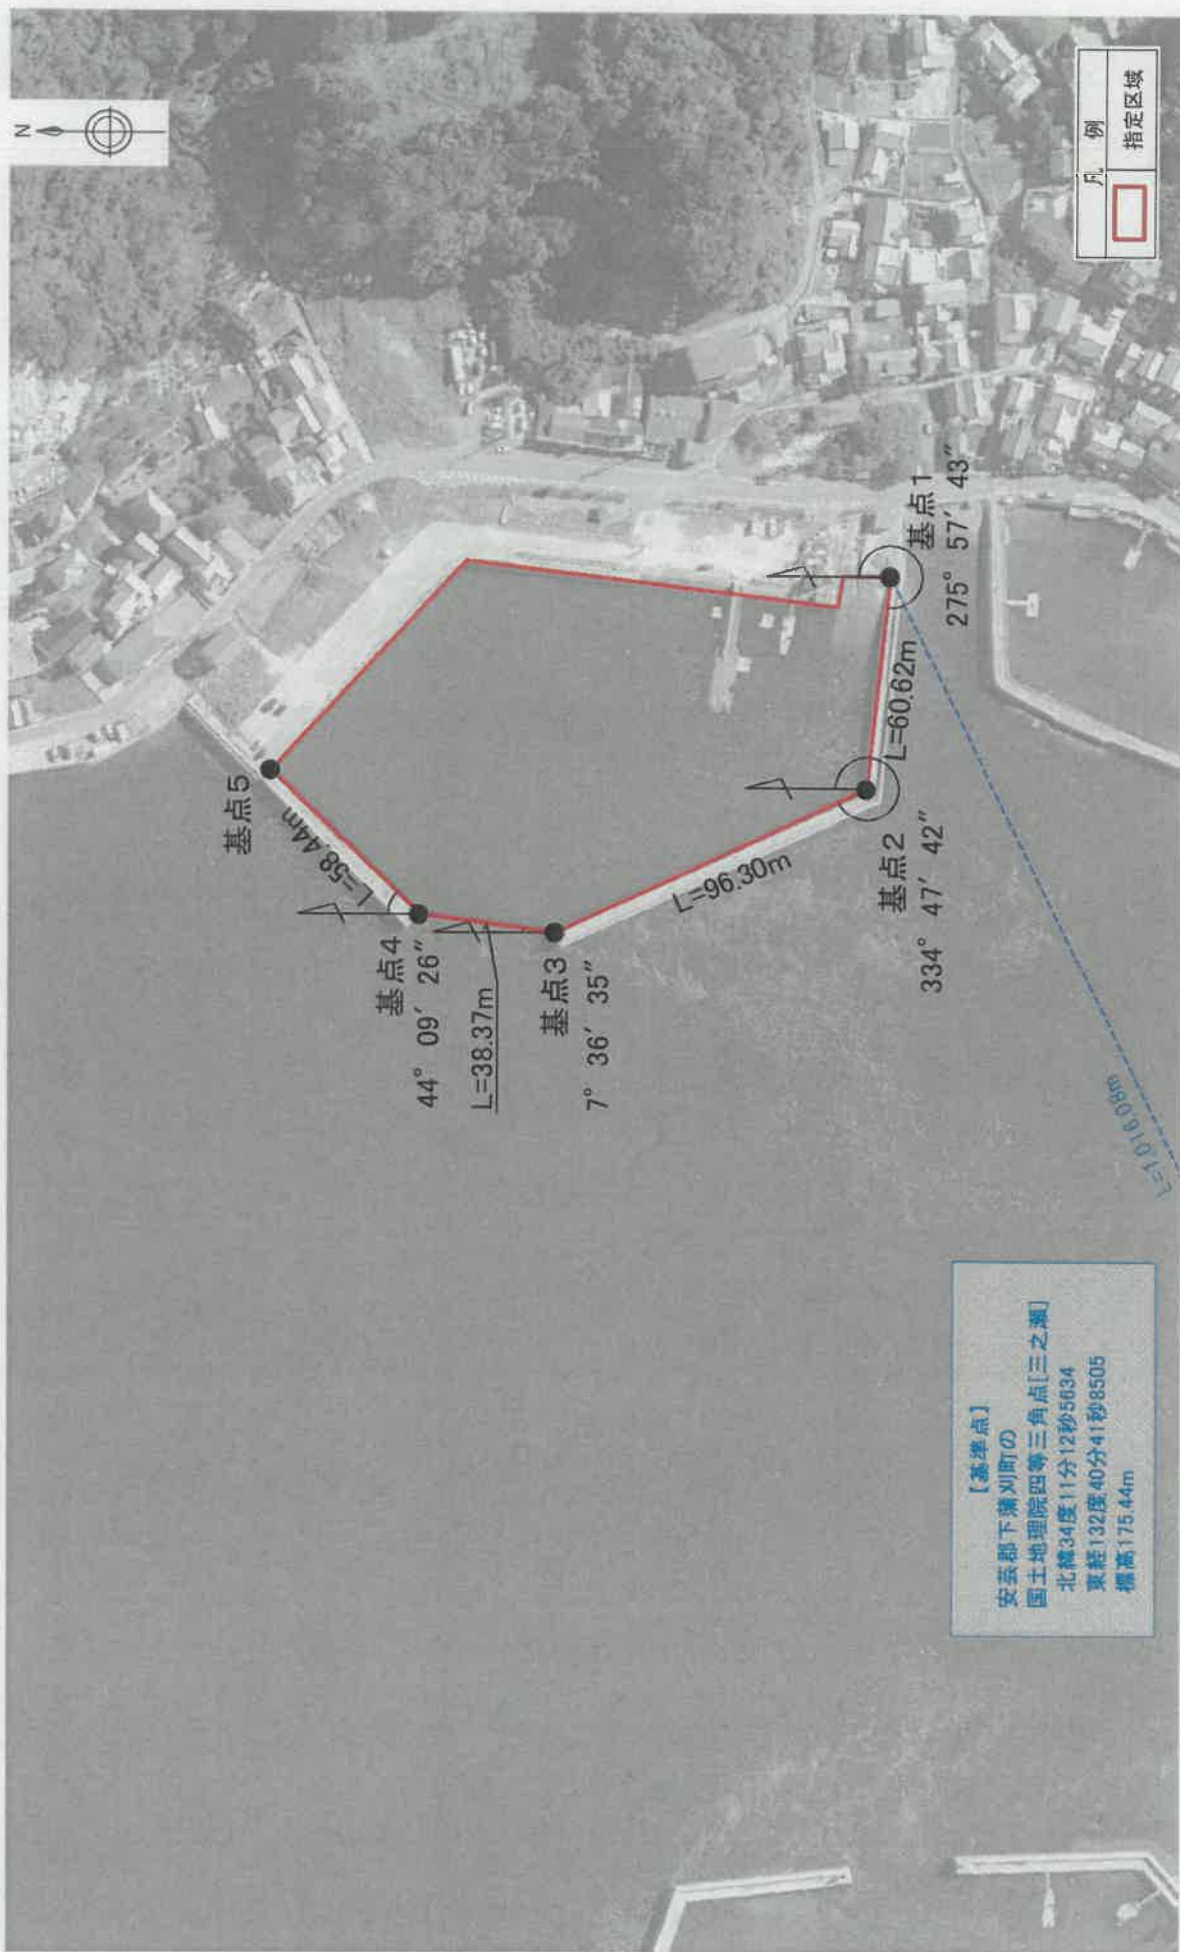 N
凡 例
指定区域
基点5
L=58.44m
基点4
44° 09′ 26″
L=38.37m
基点3
7° 36′ 35″
L=96.30m
基点2
334° 47′ 42″
L=60.62m
基点1
275° 57′ 43″
L=1,016.08m
【基準点】
安芸郡下蒲刈町の
国土地理院四等三角点[三之瀬]
北緯34度11分12秒5634
東経132度40分41秒8505
標高175.44m